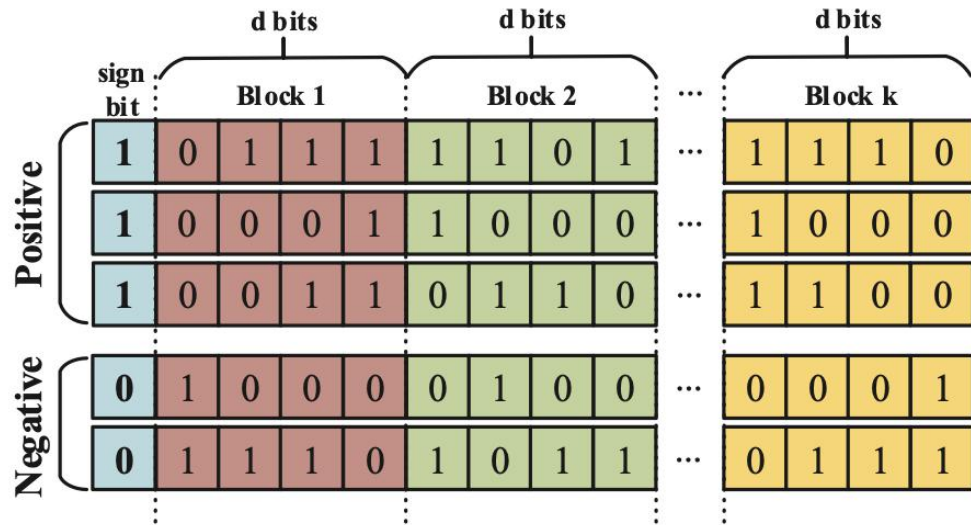 d bits d bits d bits
sign bit Block 1 Block 2 ... Block k
Positive
1 0 1 1 1 1 1 0 1 ... 1 1 1 0
1 0 0 0 1 1 0 0 0 ... 1 0 0 0
1 0 0 1 1 0 1 1 0 ... 1 1 0 0
Negative
0 1 0 0 0 0 1 0 0 ... 0 0 0 1
0 1 1 1 0 1 0 1 1 ... 0 1 1 1